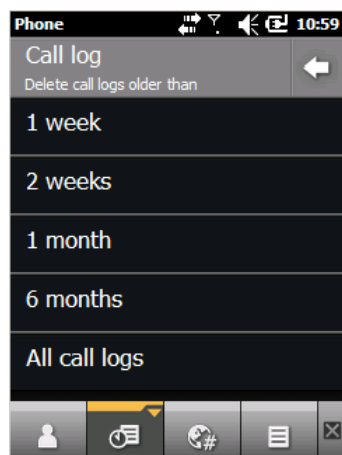 Phone 10:59
Call log
Delete call logs older than
1 week
2 weeks
1 month
6 months
All call logs
#